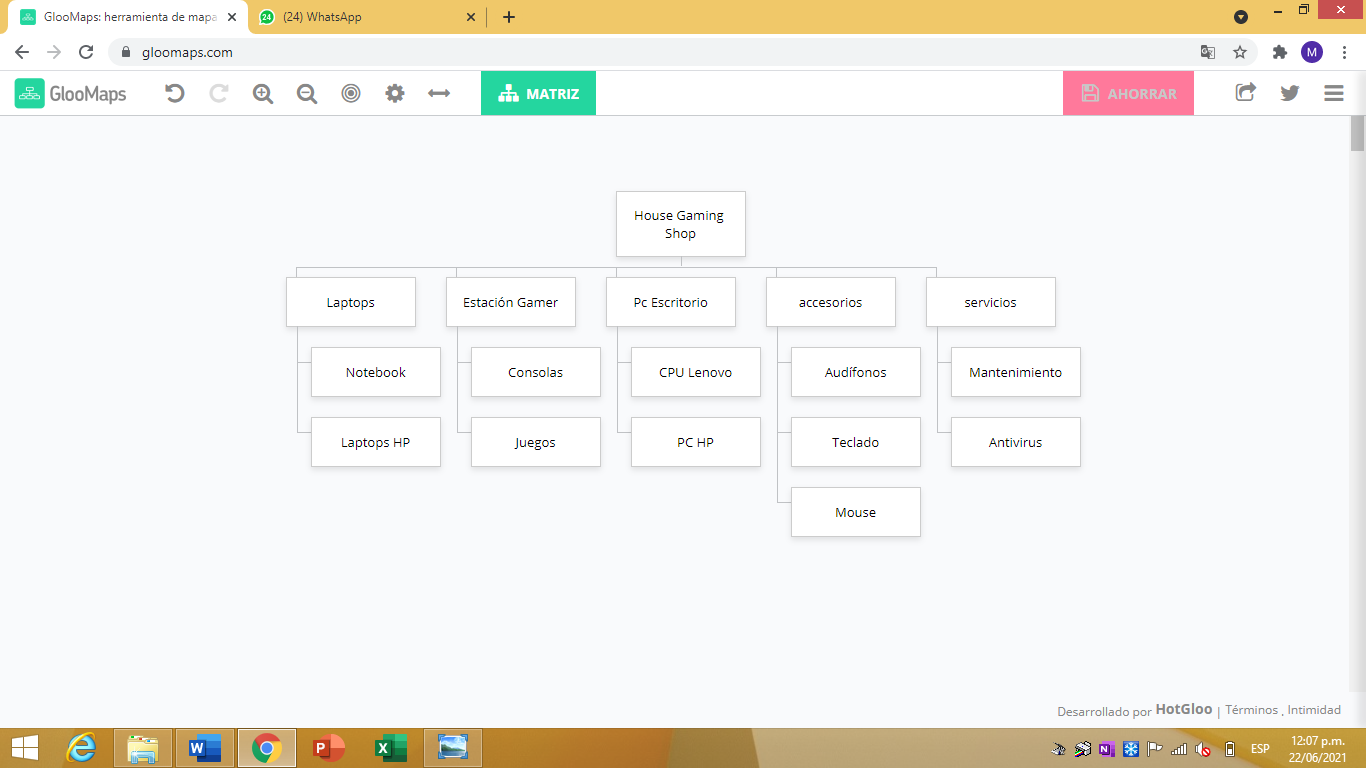 GlooMaps: herramienta de mapa
(24) WhatsApp
gloomaps.com
M
GlooMaps
MATRIZ
AHORRAR
House Gaming
Shop
Laptops
Estación Gamer
Pc Escritorio
accesorios
servicios
Notebook
Consolas
CPU Lenovo
Audífonos
Mantenimiento
Laptops HP
Juegos
PC HP
Teclado
Antivirus
Mouse
Desarrollado por HotGloo | Términos , Intimidad
ESP
12:07 p.m.
22/06/2021